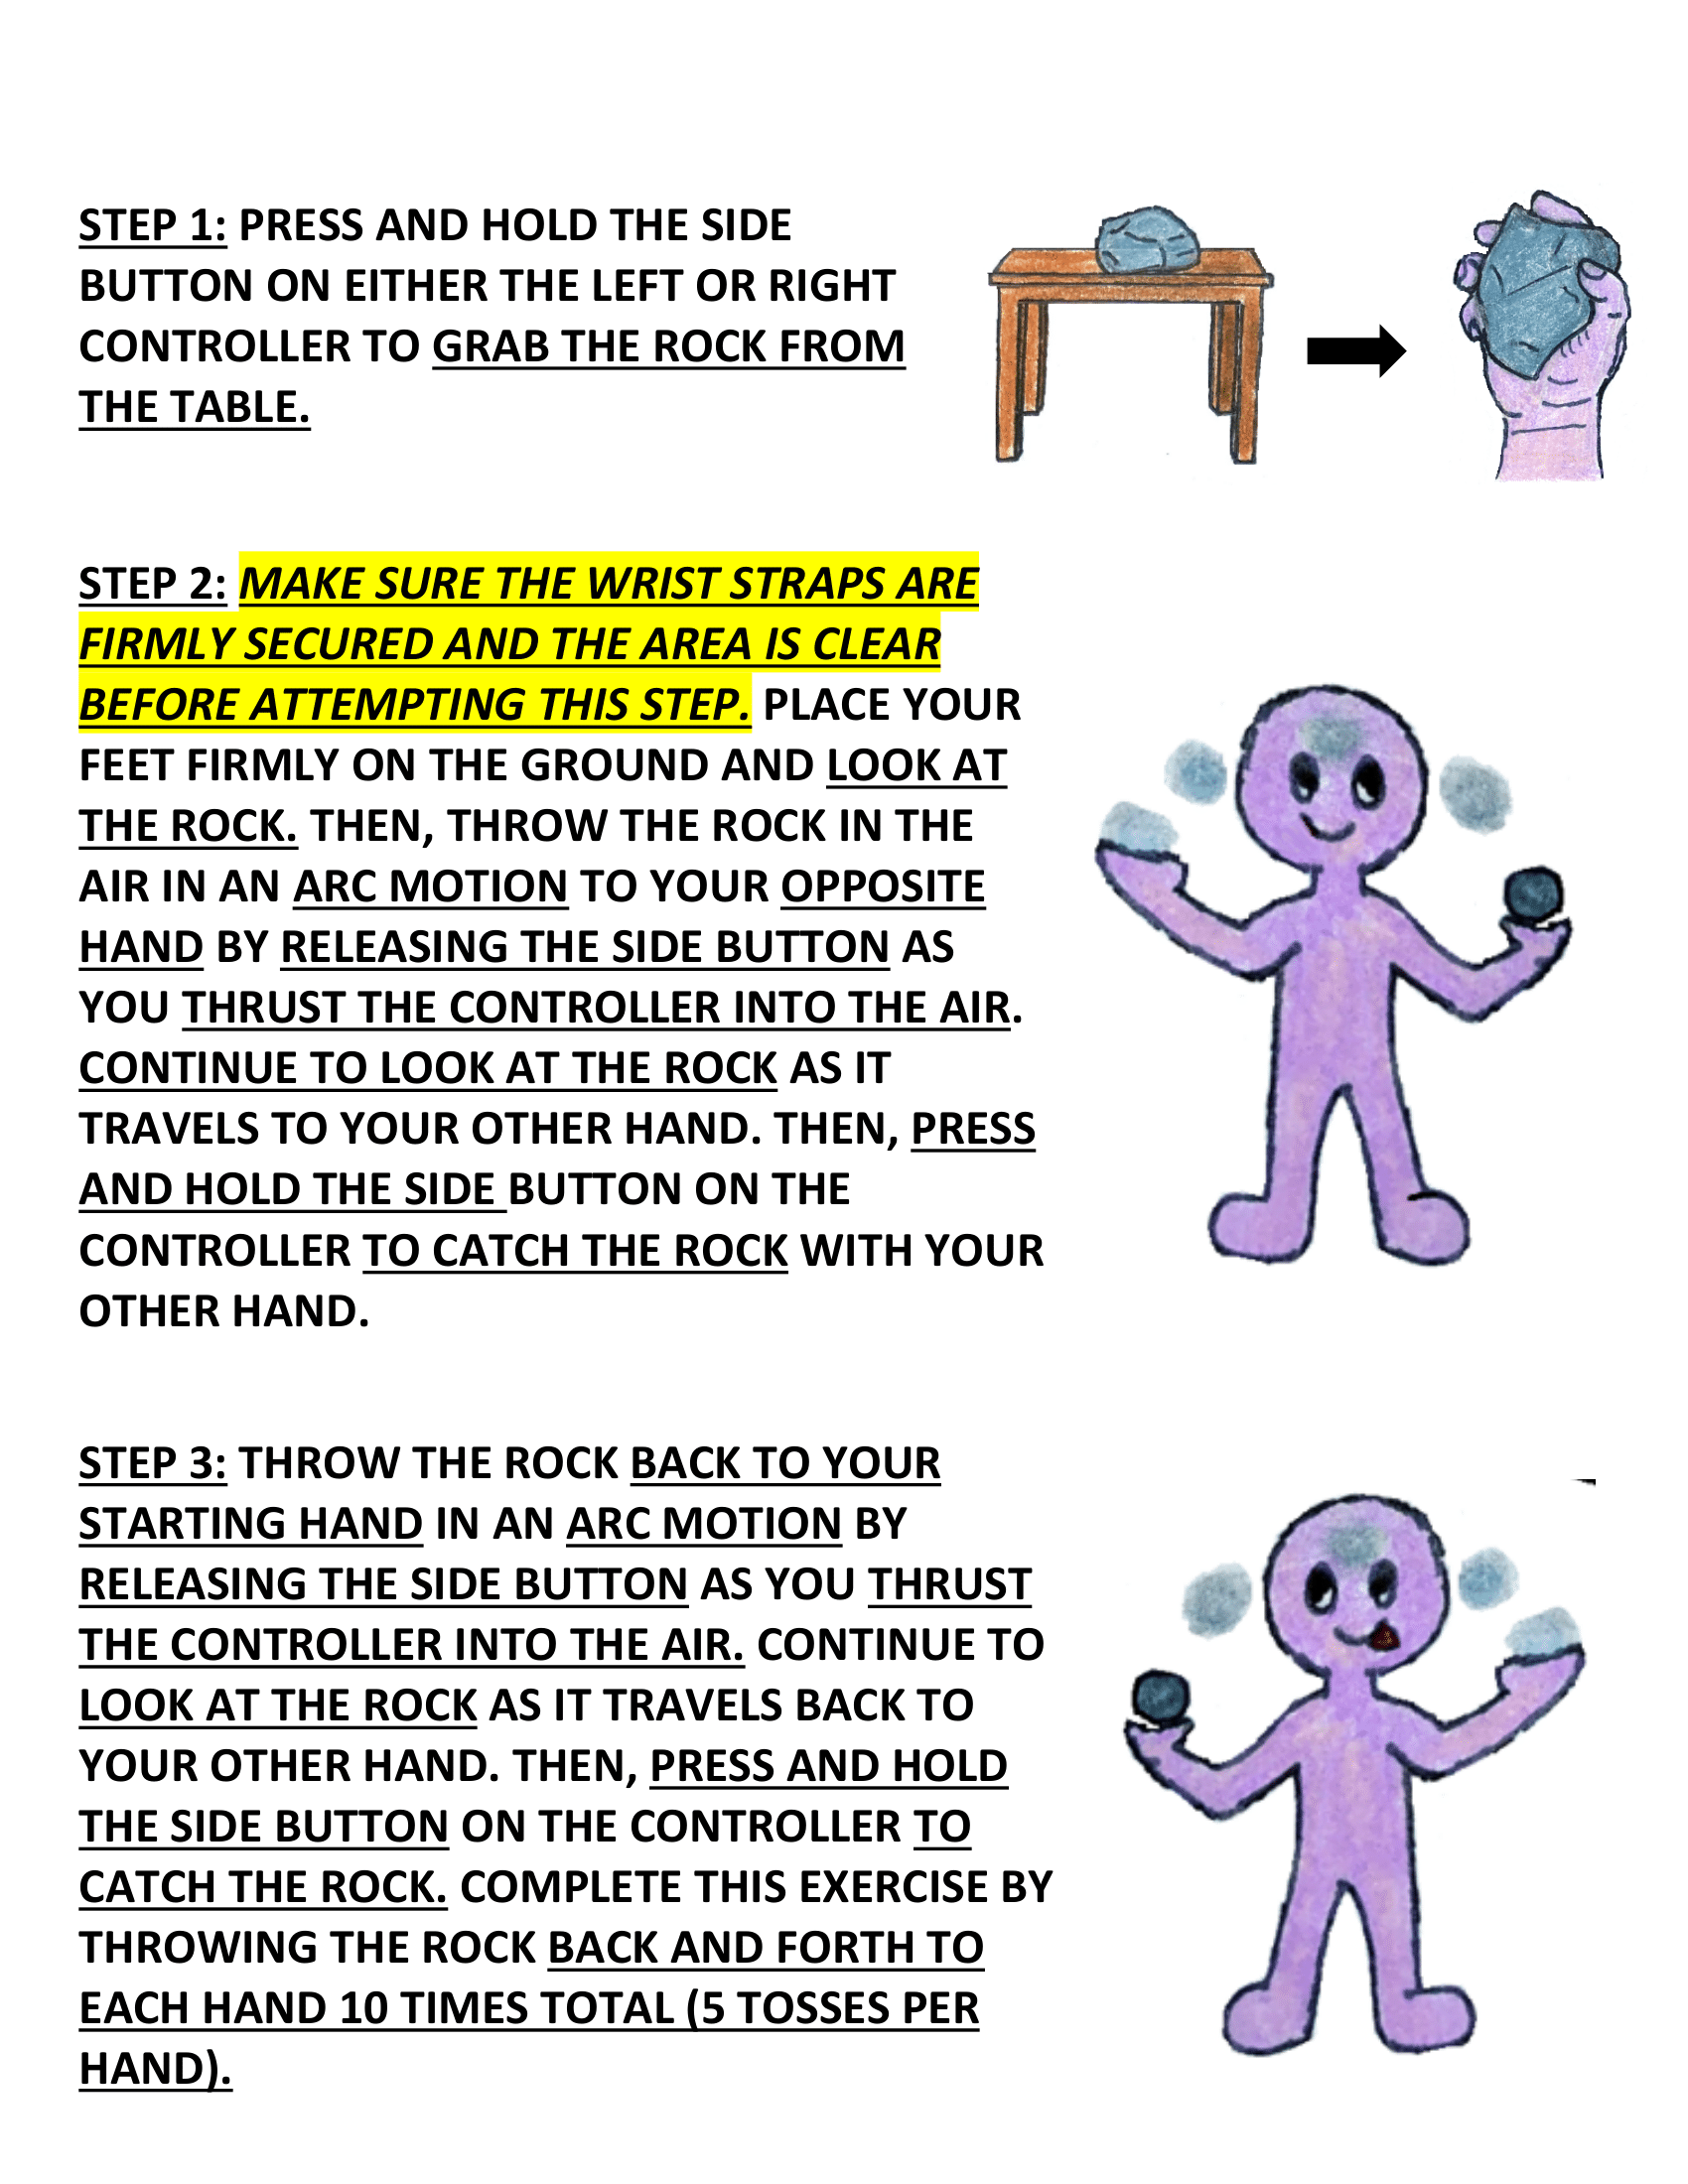 STEP 1: PRESS AND HOLD THE SIDE
BUTTON ON EITHER THE LEFT OR RIGHT
CONTROLLER TO GRAB THE ROCK FROM
THE TABLE.
STEP 2: MAKE SURE THE WRIST STRAPS ARE
FIRMLY SECURED AND THE AREA IS CLEAR
BEFORE ATTEMPTING THIS STEP. PLACE YOUR
FEET FIRMLY ON THE GROUND AND LOOK AT
THE ROCK. THEN, THROW THE ROCK IN THE
AIR IN AN ARC MOTION TO YOUR OPPOSITE
HAND BY RELEASING THE SIDE BUTTON AS
YOU THRUST THE CONTROLLER INTO THE AIR.
CONTINUE TO LOOK AT THE ROCK AS IT
TRAVELS TO YOUR OTHER HAND. THEN, PRESS
AND HOLD THE SIDE BUTTON ON THE
CONTROLLER TO CATCH THE ROCK WITH YOUR
OTHER HAND.
STEP 3: THROW THE ROCK BACK TO YOUR
STARTING HAND IN AN ARC MOTION BY
RELEASING THE SIDE BUTTON AS YOU THRUST
THE CONTROLLER INTO THE AIR. CONTINUE TO
LOOK AT THE ROCK AS IT TRAVELS BACK TO
YOUR OTHER HAND. THEN, PRESS AND HOLD
THE SIDE BUTTON ON THE CONTROLLER TO
CATCH THE ROCK. COMPLETE THIS EXERCISE BY
THROWING THE ROCK BACK AND FORTH TO
EACH HAND 10 TIMES TOTAL (5 TOSSES PER
HAND).